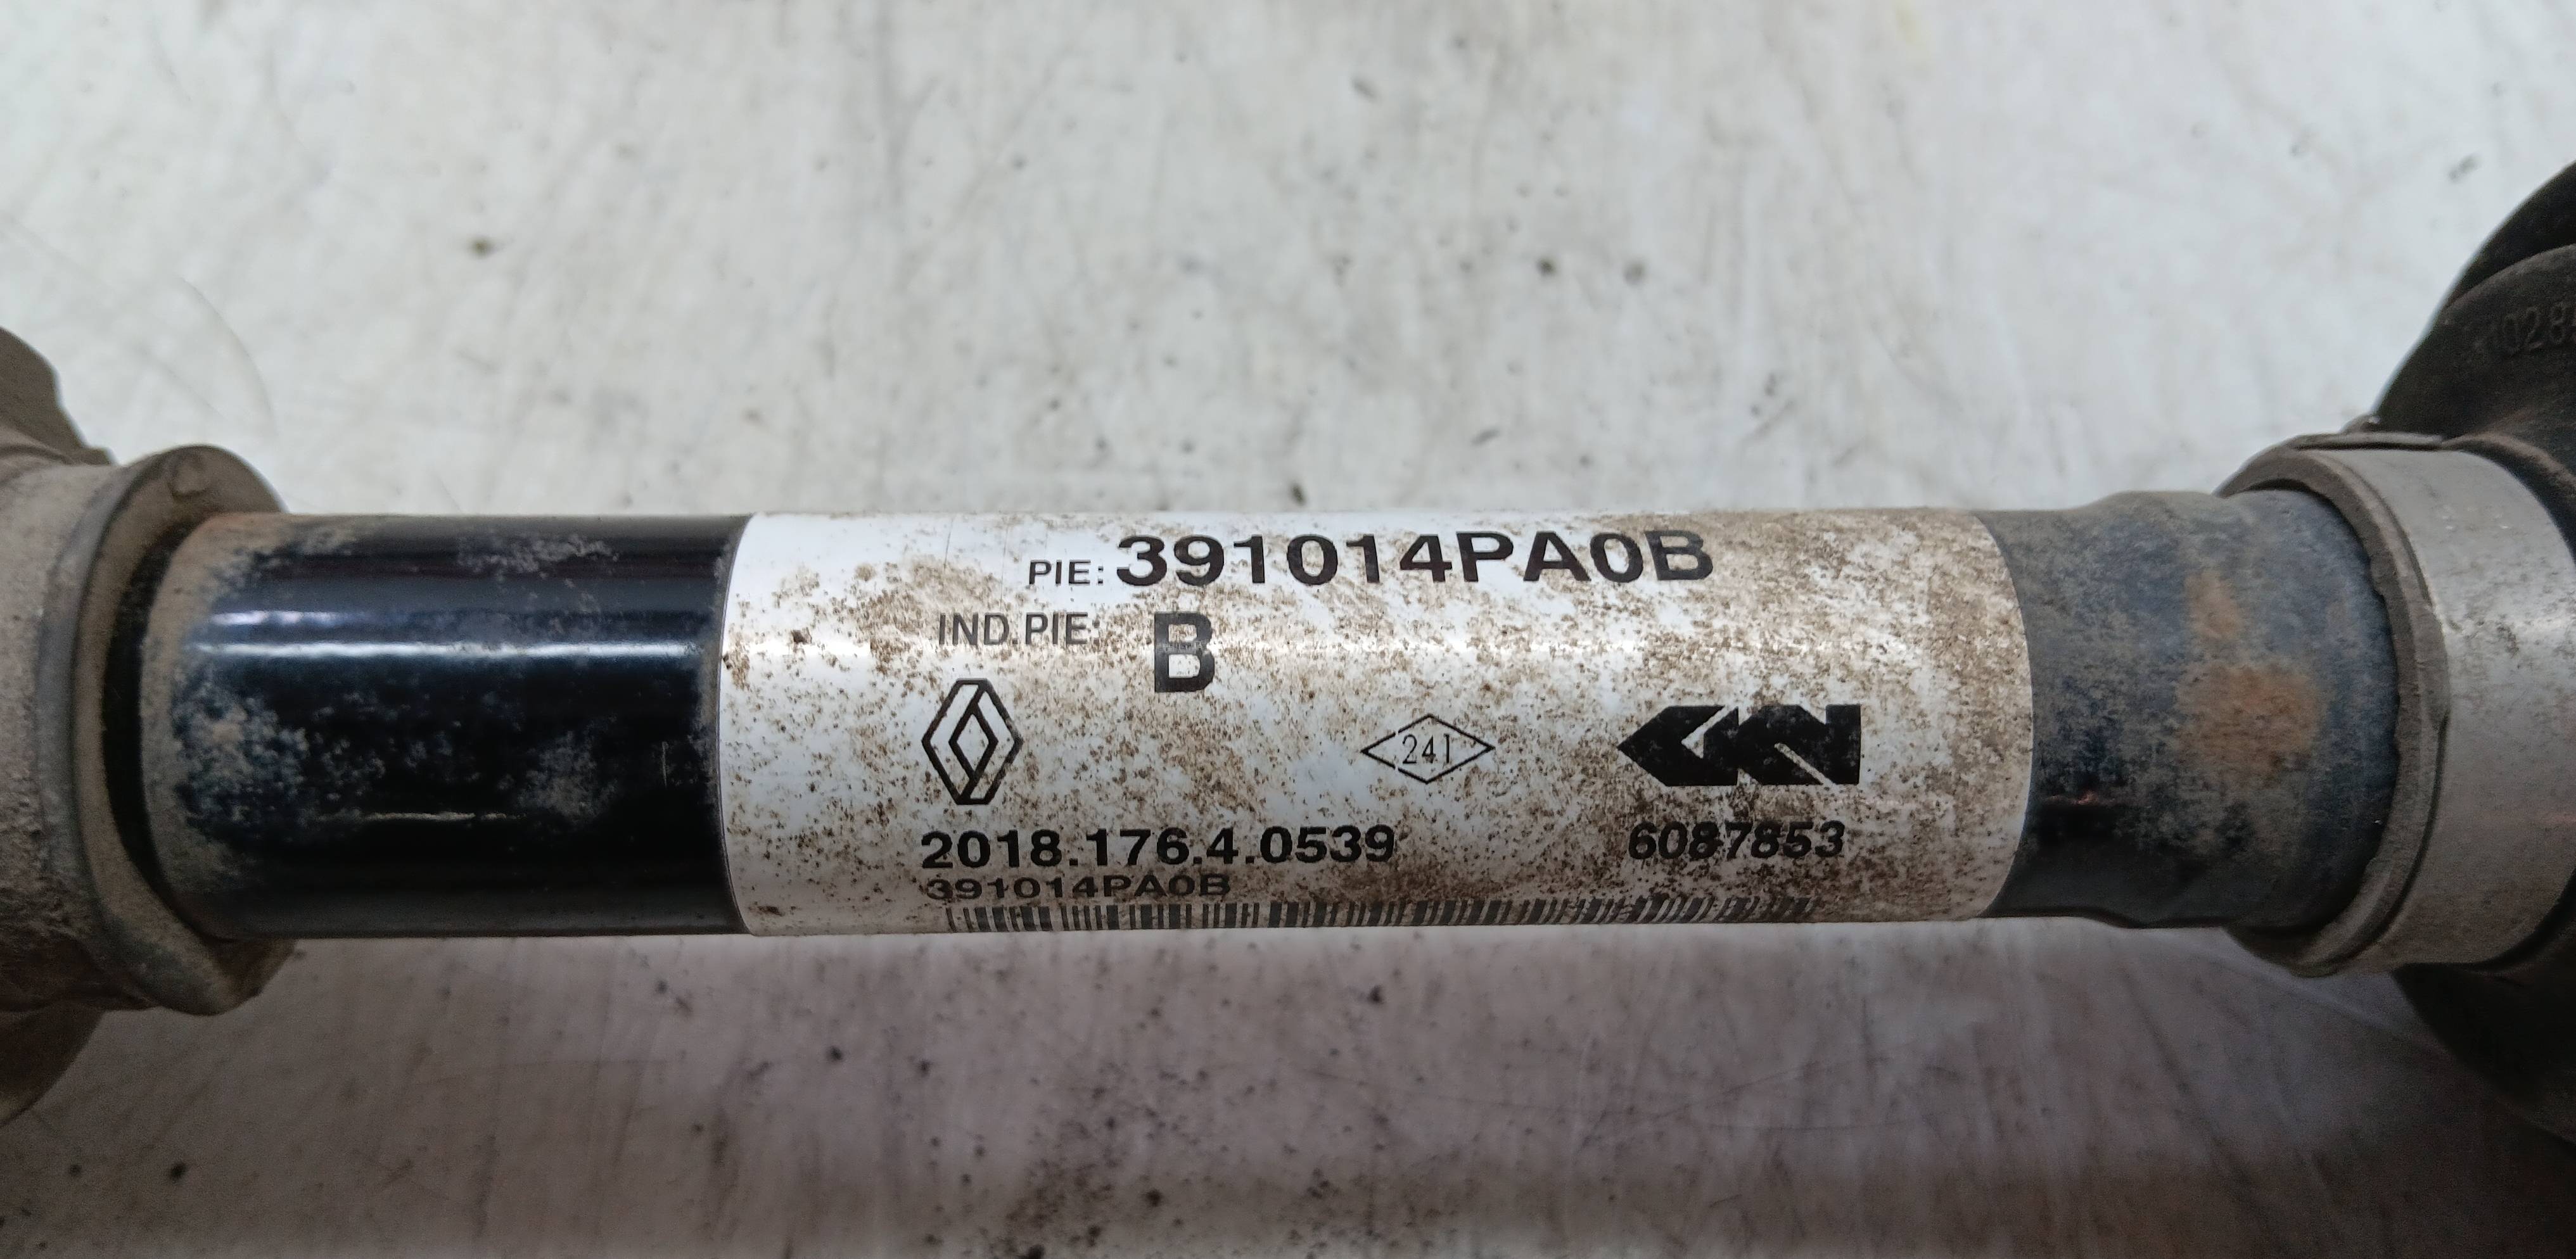 PIE: 391014PA0B
IND.PIE: B
241
GKN
2018.176.4.0539
6087853
391014PA0B